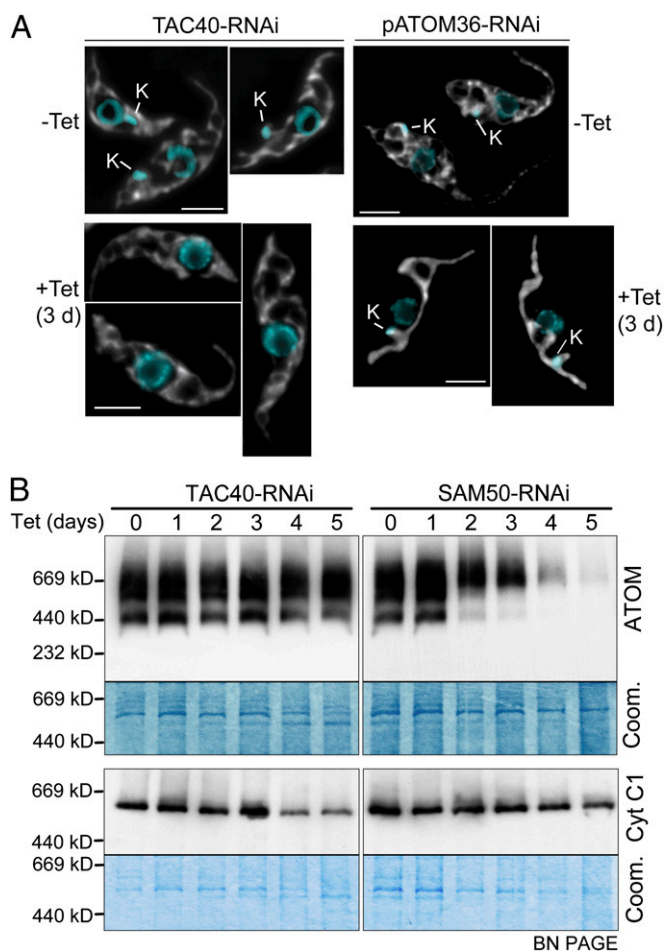 A
TAC40-RNAi
pATOM36-RNAi
-Tet
K
K
K
K
K
-Tet
+Tet
(3 d)
K
K
+Tet
(3 d)
B
TAC40-RNAi
SAM50-RNAi
Tet (days) 0 1 2 3 4 5 0 1 2 3 4 5
669 kD
440 kD
232 kD
ATOM
669 kD
440 kD
Coom.
669 kD
440 kD
Cyt C1
669 kD
440 kD
Coom.
BN PAGE